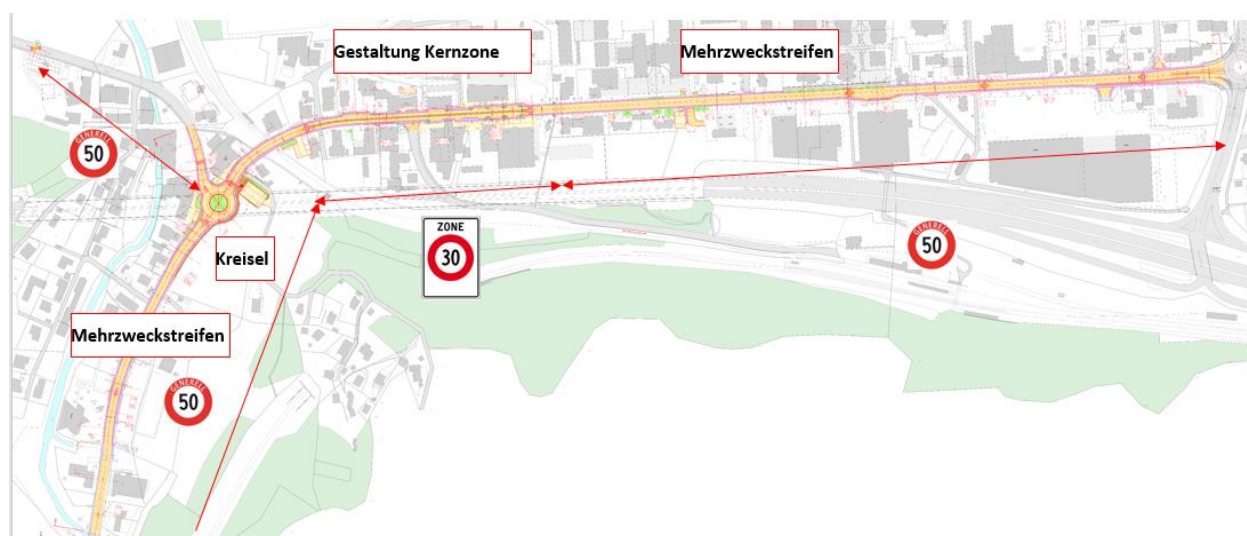 Gestaltung Kernzone
Mehrzweckstreifen
GENERELL
50
ZONE
30
GENERELL
50
Kreisel
Mehrzweckstreifen
GENERELL
50